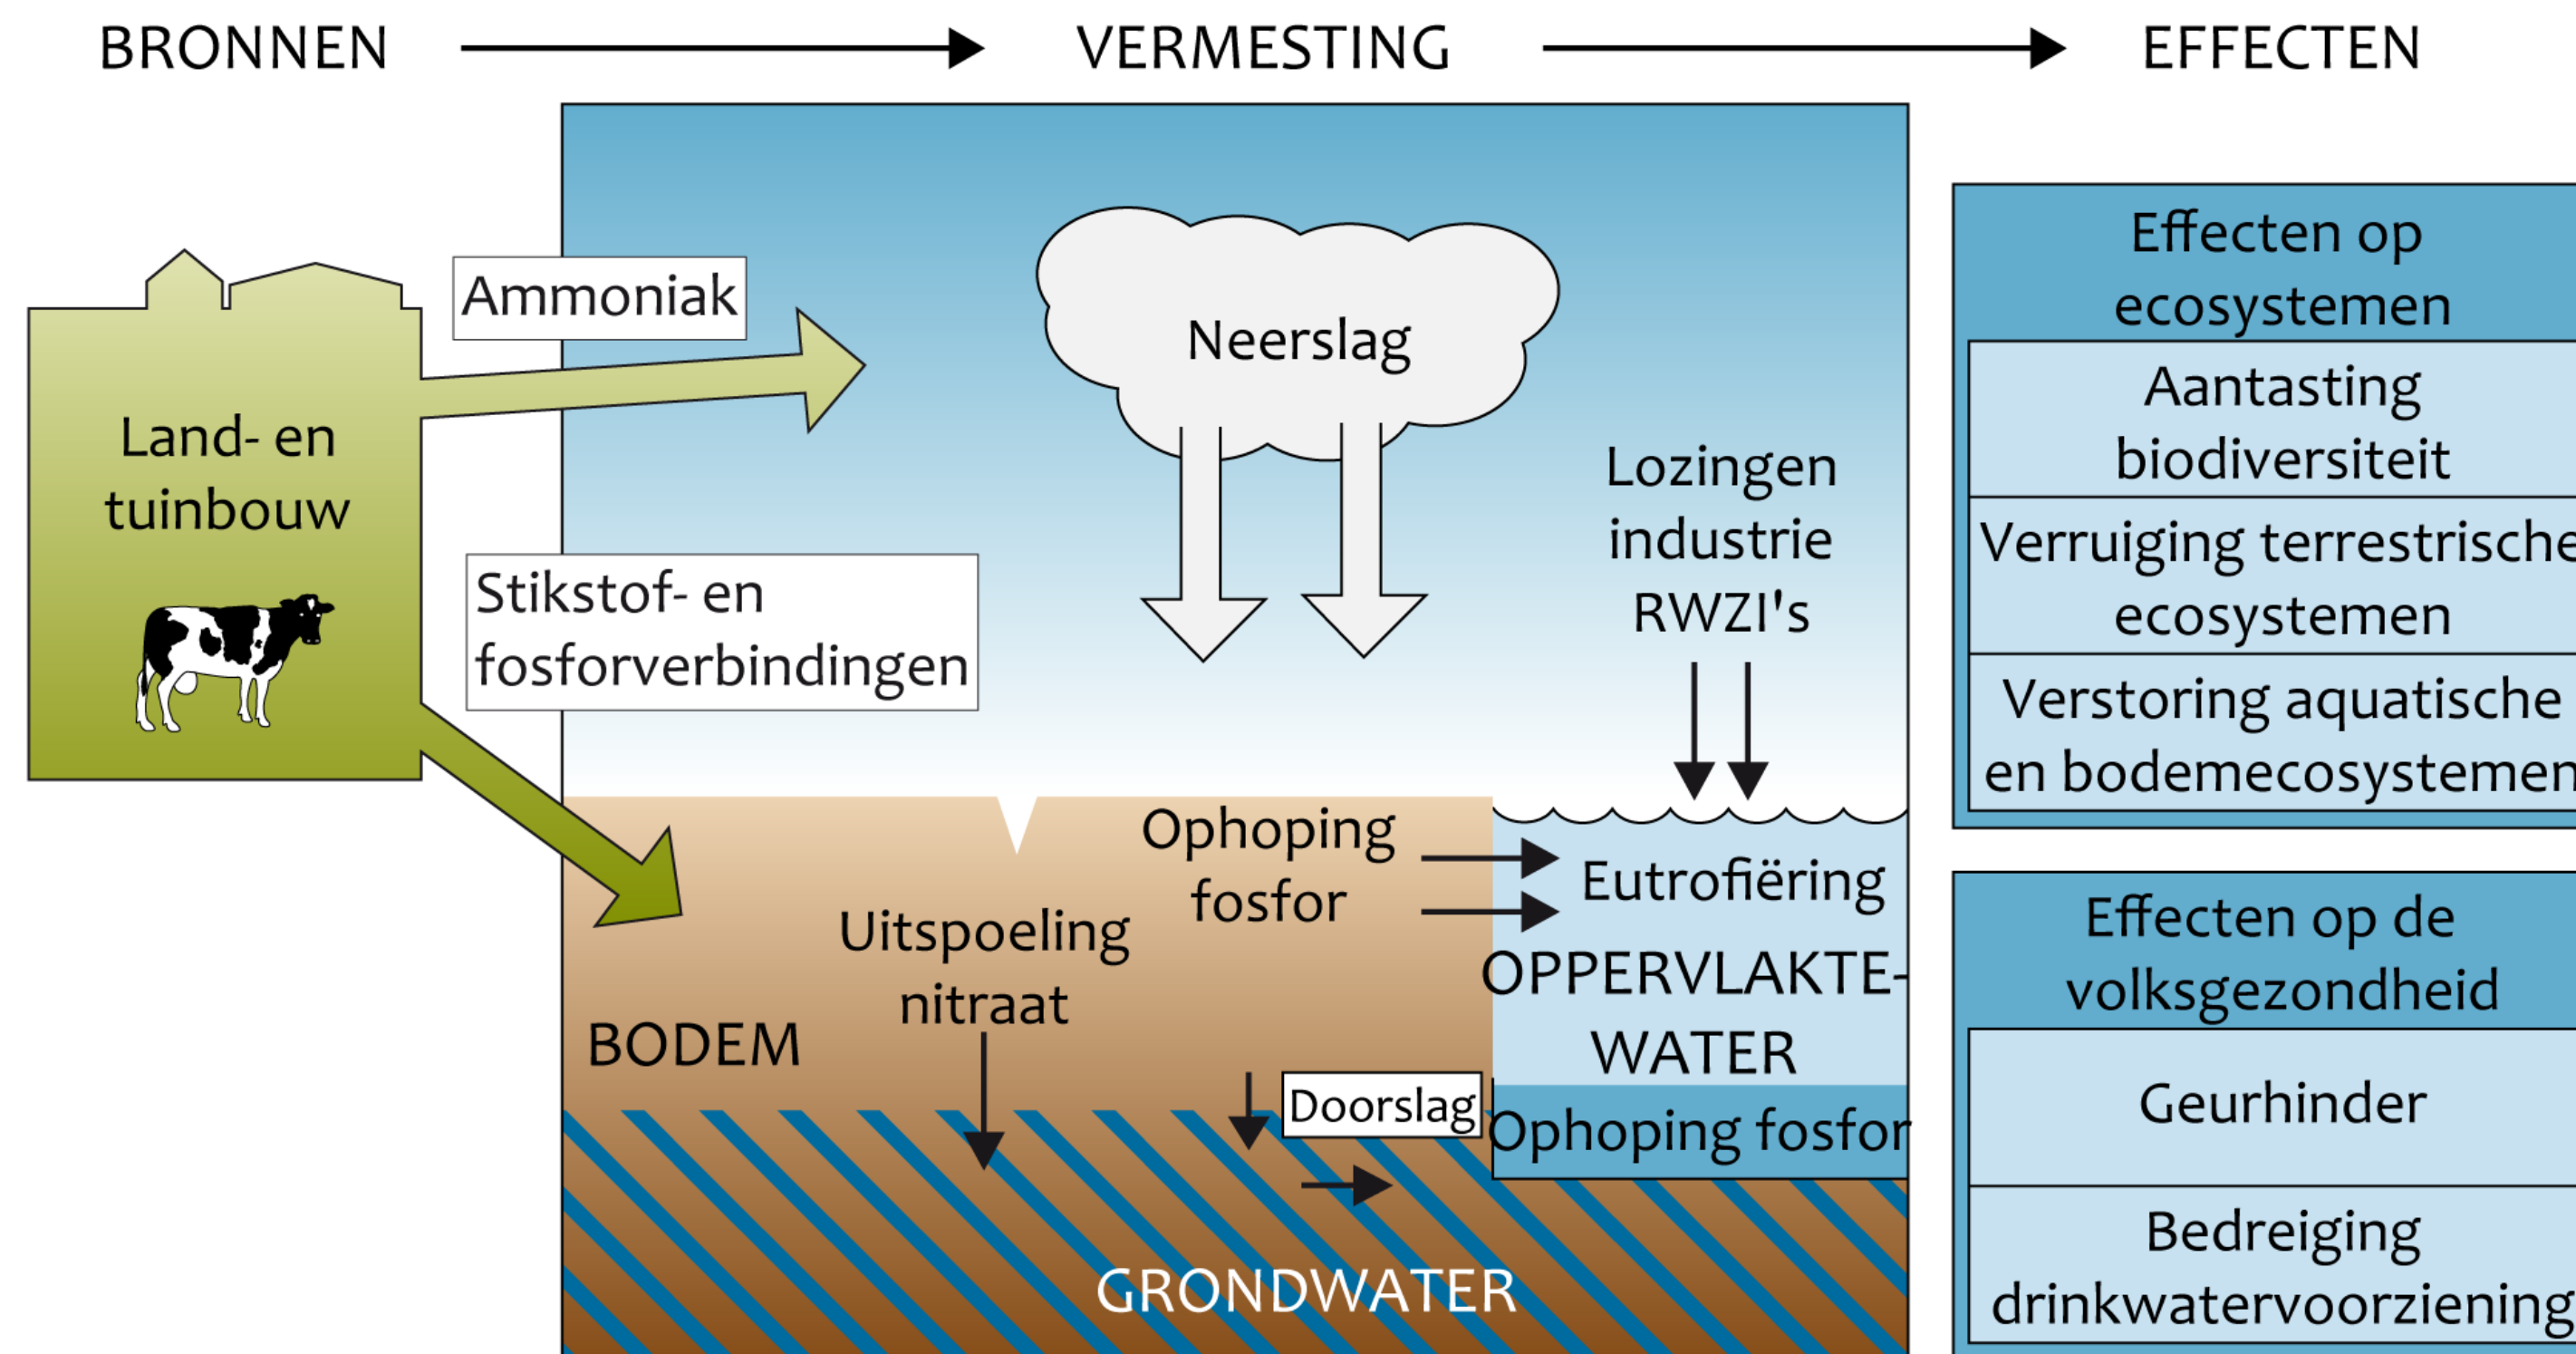 BRONNEN
VERMESTING
EFFECTEN
Land- en
tuinbouw
Ammoniak
Stikstof- en
fosforverbindingen
Neerslag
Lozingen
industrie
RWZI's
Ophoping
fosfor
Uitspoeling
nitraat
BODEM
Doorslag
GRONDWATER
Eutrofiëring
OPPERVLAKTE-
WATER
Ophoping fosfor
Effecten op
ecosystemen
Aantasting
biodiversiteit
Verruiging terrestrische
ecosystemen
Verstoring aquatische
en bodemecosystemen
Effecten op de
volksgezondheid
Geurhinder
Bedreiging
drinkwatervoorziening